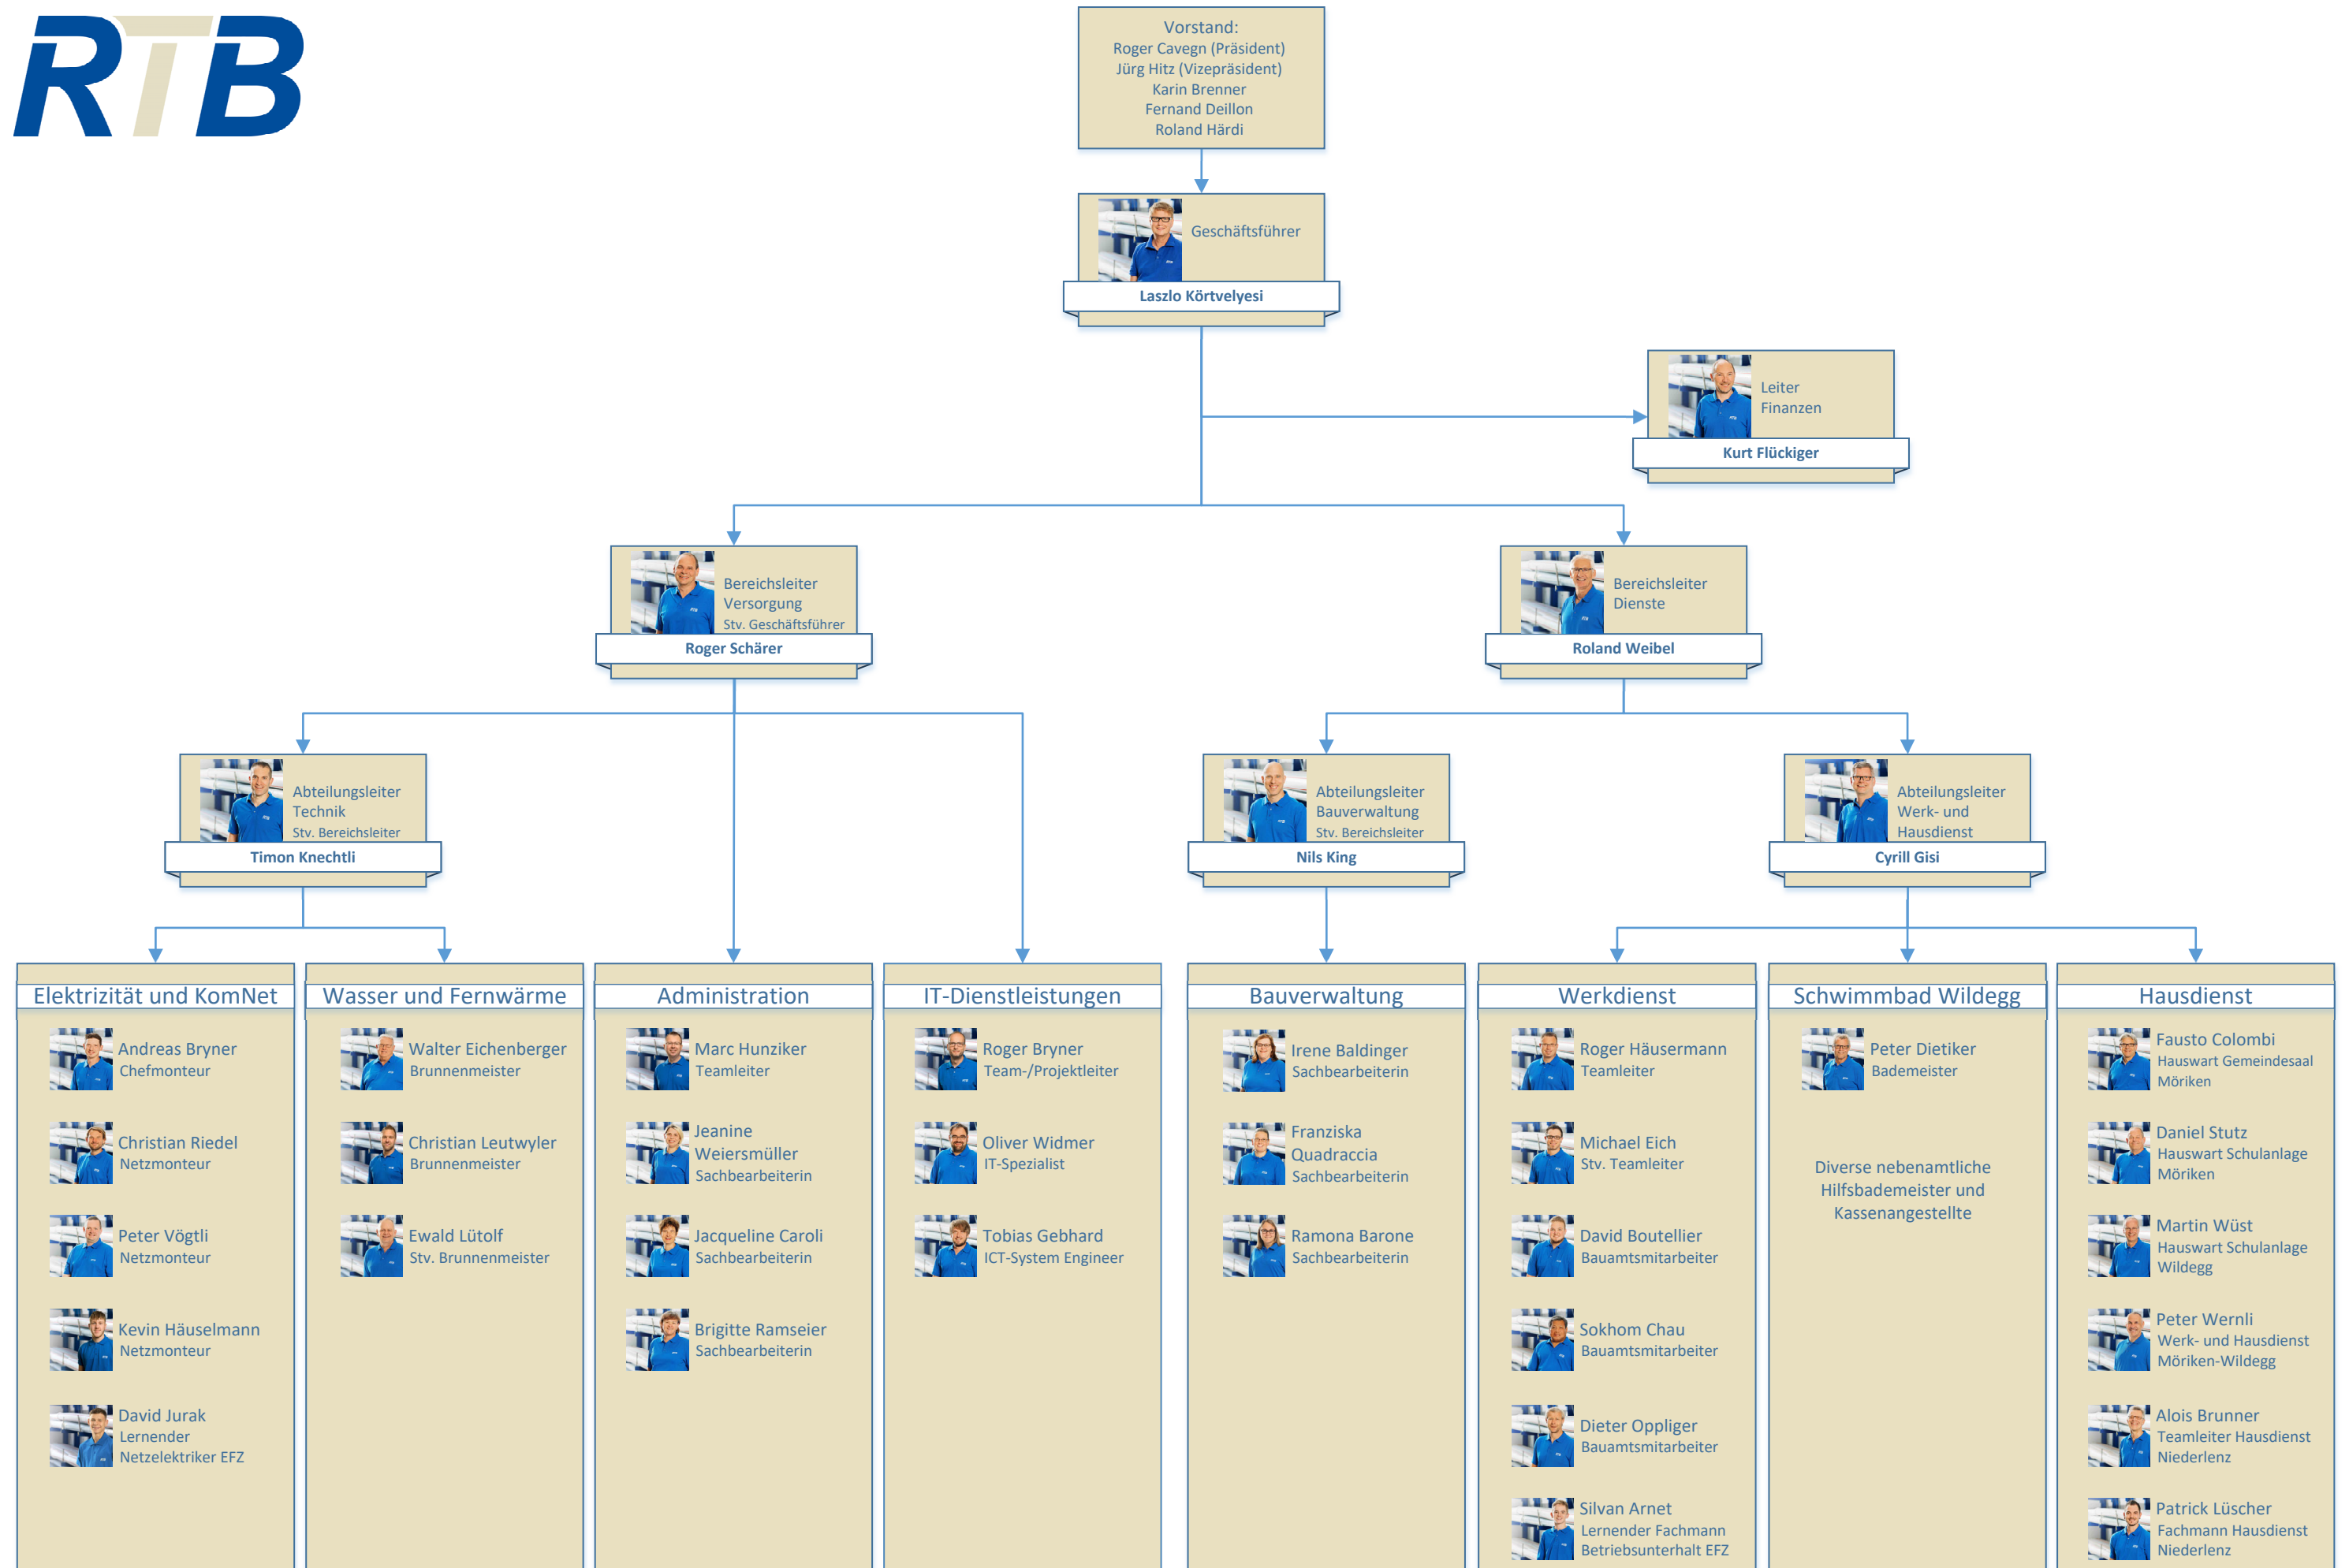 RTB
Vorstand:
Roger Cavegn (Präsident)
Jürg Hitz (Vizepräsident)
Karin Brenner
Fernand Deillon
Roland Härdi
Geschäftsführer
Laszlo Körtvelyesi
Leiter
Finanzen
Kurt Flückiger
Bereichsleiter
Versorgung
Stv. Geschäftsführer
Roger Schärer
Bereichsleiter
Dienste
Roland Weibel
Abteilungsleiter
Technik
Stv. Bereichsleiter
Timon Knechtli
Abteilungsleiter
Bauverwaltung
Stv. Bereichsleiter
Nils King
Abteilungsleiter
Werk- und
Hausdienst
Cyrill Gisi
Elektrizität und KomNet
Andreas Bryner
Chefmonteur
Christian Riedel
Netzmonteur
Peter Vögtli
Netzmonteur
Kevin Häuselmann
Netzmonteur
David Jurak
Lernender
Netzelektriker EFZ
Wasser und Fernwärme
Walter Eichenberger
Brunnenmeister
Christian Leutwyler
Brunnenmeister
Ewald Lütolf
Stv. Brunnenmeister
Administration
Marc Hunziker
Teamleiter
Jeanine
Weiersmüller
Sachbearbeiterin
Jacqueline Caroli
Sachbearbeiterin
Brigitte Ramseier
Sachbearbeiterin
IT-Dienstleistungen
Roger Bryner
Team-/Projektleiter
Oliver Widmer
IT-Spezialist
Tobias Gebhard
ICT-System Engineer
Bauverwaltung
Irene Baldinger
Sachbearbeiterin
Franziska
Quadraccia
Sachbearbeiterin
Ramona Barone
Sachbearbeiterin
Werkdienst
Roger Häusermann
Teamleiter
Michael Eich
Stv. Teamleiter
David Boutellier
Bauamtsmitarbeiter
Sokhom Chau
Bauamtsmitarbeiter
Dieter Oppliger
Bauamtsmitarbeiter
Silvan Arnet
Lernender Fachmann
Betriebsunterhalt EFZ
Schwimmbad Wildegg
Peter Dietiker
Bademeister
Diverse nebenamtliche
Hilfsbademeister und
Kassenangestellte
Hausdienst
Fausto Colombi
Hauswart Gemeindesaal
Möriken
Daniel Stutz
Hauswart Schulanlage
Möriken
Martin Wüst
Hauswart Schulanlage
Wildegg
Peter Wernli
Werk- und Hausdienst
Möriken-Wildegg
Alois Brunner
Teamleiter Hausdienst
Niederlenz
Patrick Lüscher
Fachmann Hausdienst
Niederlenz